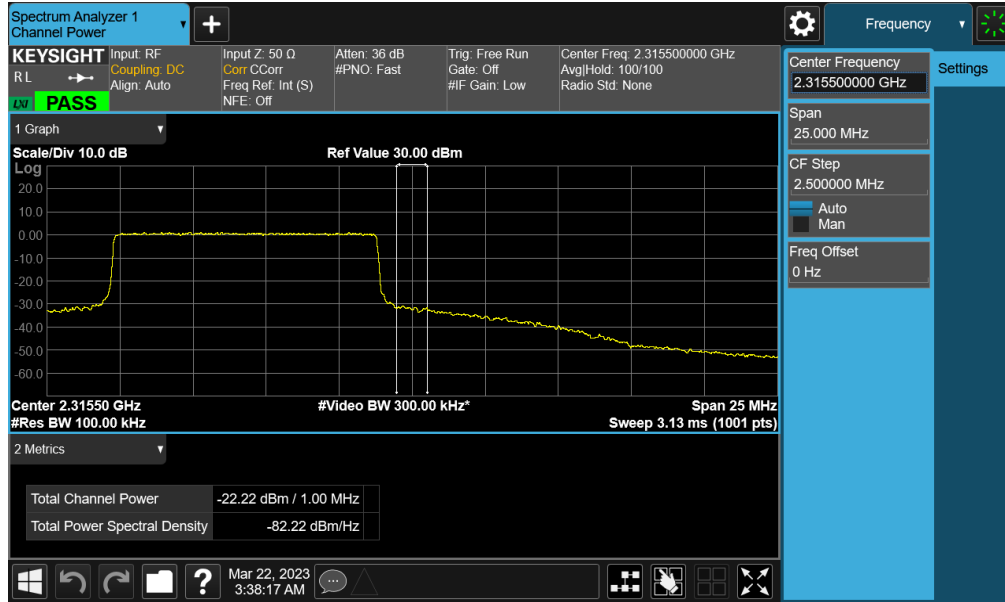 Spectrum Analyzer 1
Channel Power
+
Frequency
KEYSIGHT
R L
LXI
PASS
Input: RF
Coupling: DC
Align: Auto
Input Z: 50 Ω
Corr CCorr
Freq Ref: Int (S)
NFE: Off
Atten: 36 dB
#PNO: Fast
Trig: Free Run
Gate: Off
#IF Gain: Low
Center Freq: 2.315500000 GHz
Avg|Hold: 100/100
Radio Std: None
Center Frequency
2.315500000 GHz
Settings
Span
25.000 MHz
CF Step
2.500000 MHz
Auto
Man
Freq Offset
0 Hz
1 Graph
Scale/Div 10.0 dB
Ref Value 30.00 dBm
Log
20.0
10.0
0.00
-10.0
-20.0
-30.0
-40.0
-50.0
-60.0
Center 2.31550 GHz
#Video BW 300.00 kHz*
Span 25 MHz
#Res BW 100.00 kHz
Sweep 3.13 ms (1001 pts)
2 Metrics
Total Channel Power -22.22 dBm / 1.00 MHz
Total Power Spectral Density -82.22 dBm/Hz
?
Mar 22, 2023
3:38:17 AM